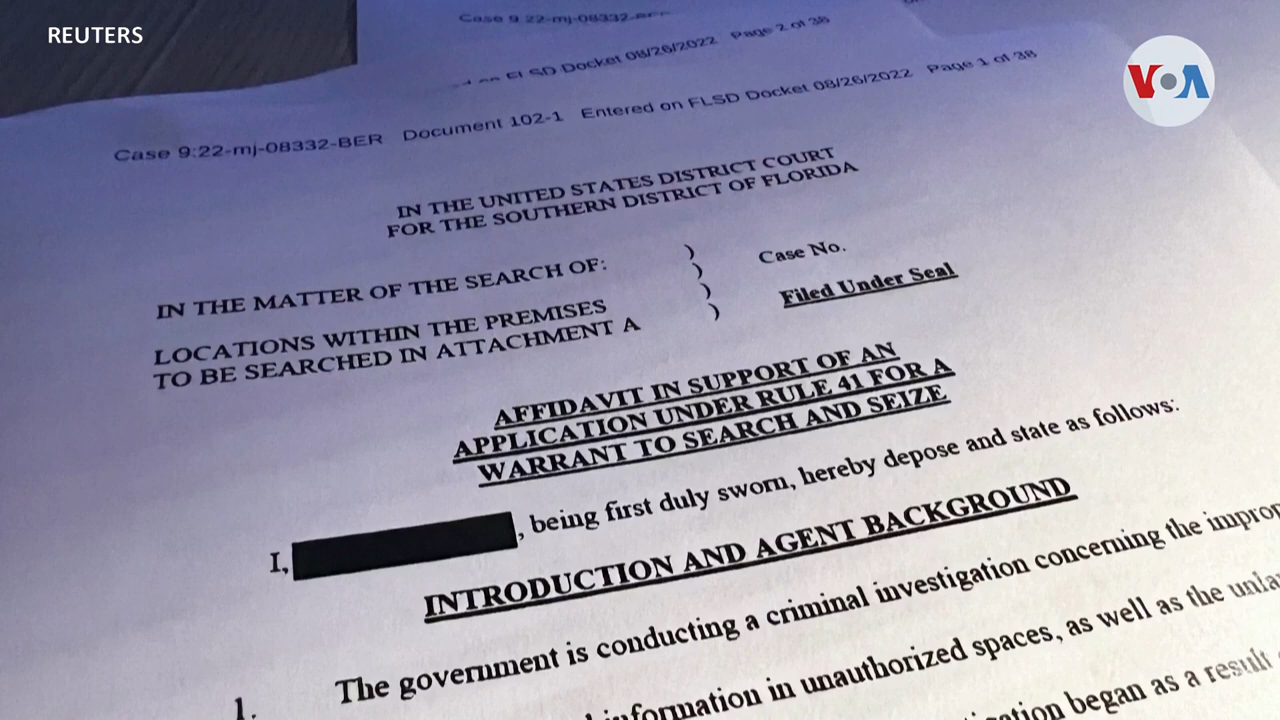 REUTERS
VOA
Case 9:22-mj-08332-BER
on FLSD Docket 08/26/2022 Page 2 of 38
Case 9:22-mj-08332-BER Document 102-1 Entered on FLSD Docket 08/26/2022 Page 1 of 38
IN THE UNITED STATES DISTRICT COURT
FOR THE SOUTHERN DISTRICT OF FLORIDA
IN THE MATTER OF THE SEARCH OF:
LOCATIONS WITHIN THE PREMISES
TO BE SEARCHED IN ATTACHMENT A
)
)
)
)
Case No.
Filed Under Seal
AFFIDAVIT IN SUPPORT OF AN
APPLICATION UNDER RULE 41 FOR A
WARRANT TO SEARCH AND SEIZE
I, , being first duly sworn, hereby depose and state as follows:
INTRODUCTION AND AGENT BACKGROUND
1. The government is conducting a criminal investigation concerning the
information in unauthorized spaces, as well as the
began as a result